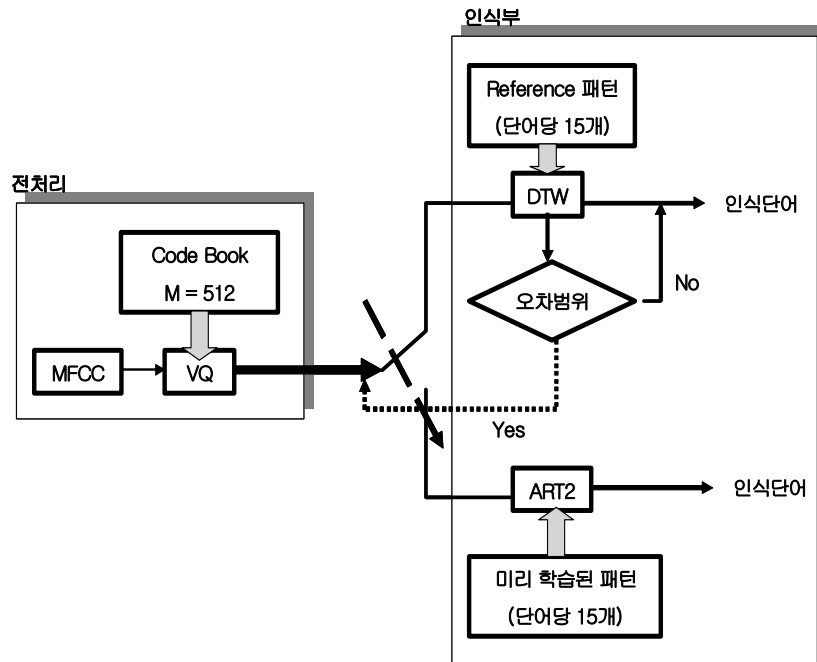 인식부
Reference 패턴
(단어당 15개)
전처리
DTW
인식단어
Code Book
M = 512
오차범위
No
MFCC
VQ
Yes
ART2
인식단어
미리 학습된 패턴
(단어당 15개)